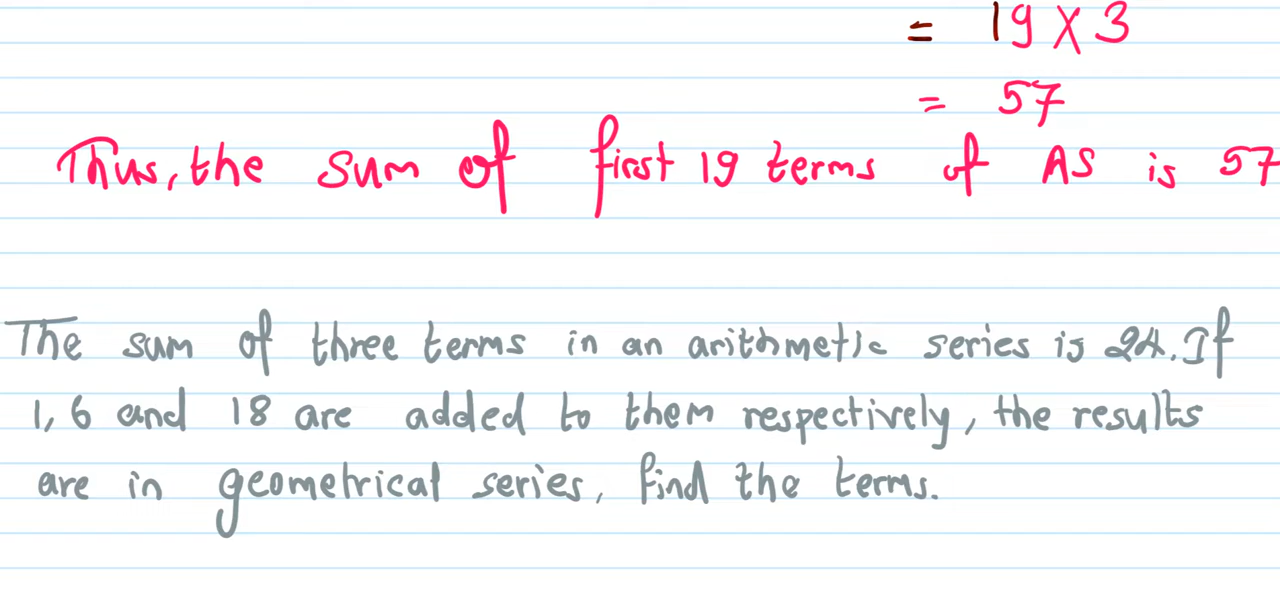 = 19 X 3
= 57
Thus, the sum of first 19 terms of AS is 57
The sum of three terms in an arithmetic series is 24. If
1, 6 and 18 are added to them respectively, the results
are in geometrical series, find the terms.